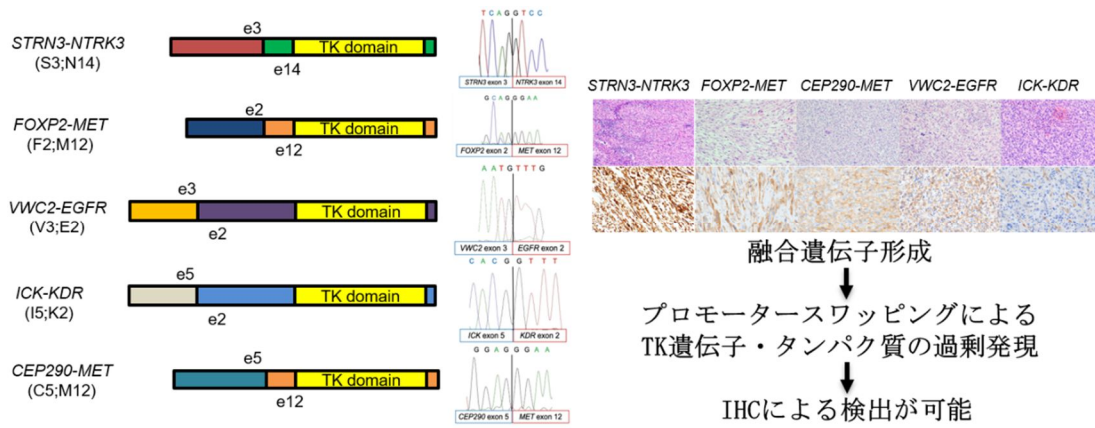 STRN3-NTRK3
(S3;N14)
e3
TK domain
e14
T C A G G T C C
STRN3 exon 3
NTRK3 exon 14
FOXP2-MET
(F2;M12)
e2
TK domain
e12
G C A G G G A A
FOXP2 exon 2
MET exon 12
VWC2-EGFR
(V3;E2)
e3
TK domain
e2
A A T G T T T G
VWC2 exon 3
EGFR exon 2
ICK-KDR
(I5;K2)
e5
TK domain
e2
C A C G G T T T
ICK exon 5
KDR exon 2
CEP290-MET
(C5;M12)
e5
TK domain
e12
G G A G G G A A
CEP290 exon 5
MET exon 12
STRN3-NTRK3 FOXP2-MET CEP290-MET VWC2-EGFR ICK-KDR
融合遺伝子形成
プロモータースワッピングによる
TK遺伝子・タンパク質の過剰発現
IHCによる検出が可能